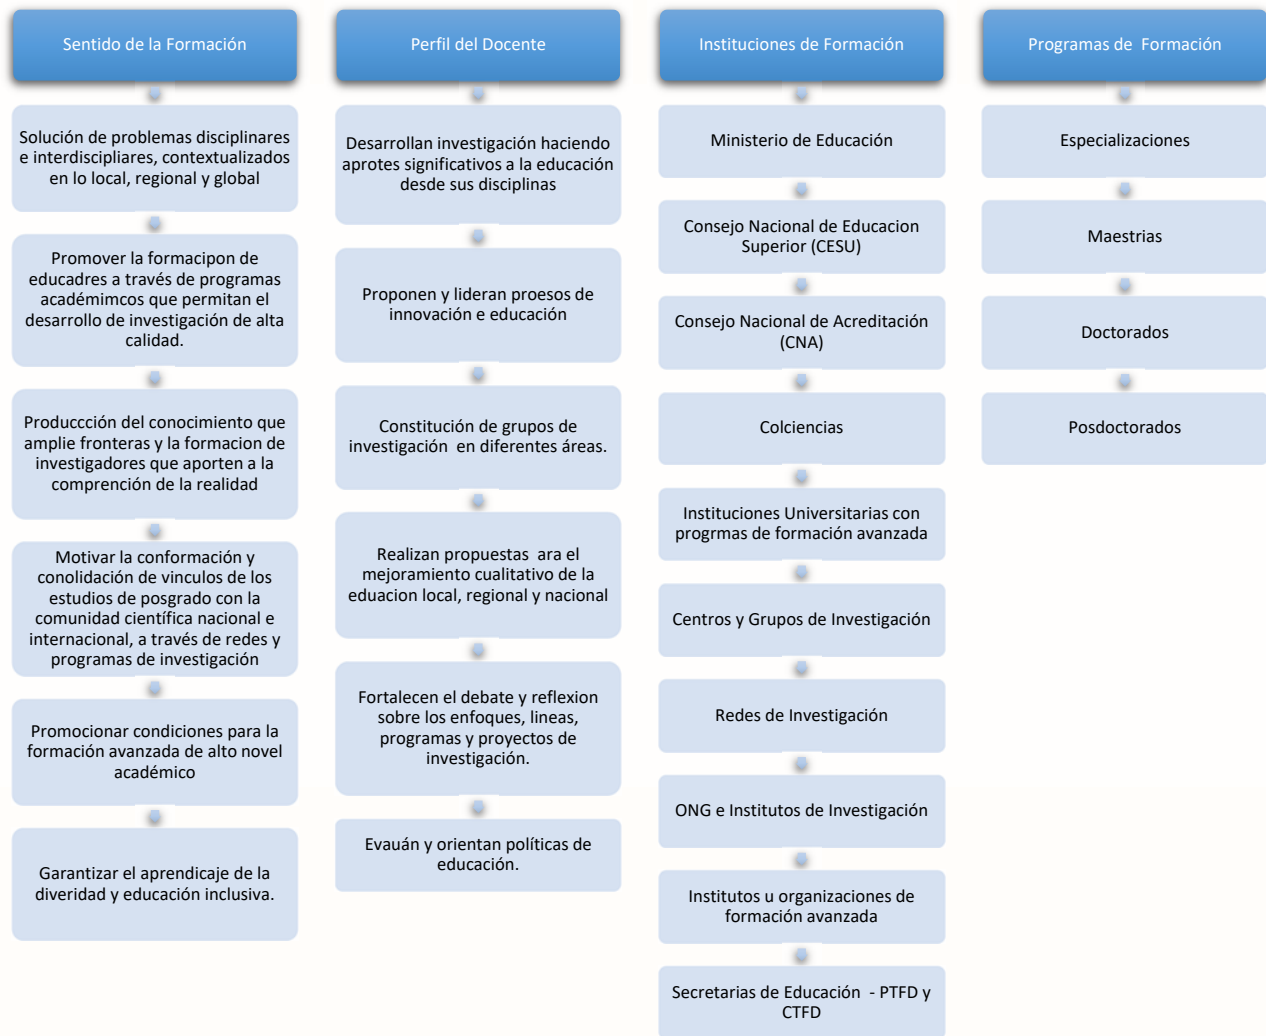 Sentido de la Formación
Solución de problemas disciplinares
e interdiscipliares, contextualizados
en lo local, regional y global
Promover la formacipon de
educadres a través de programas
académimcos que permitan el
desarrollo de investigación de alta
calidad.
Produccción del conocimiento que
amplie fronteras y la formacion de
investigadores que aporten a la
comprención de la realidad
Motivar la conformación y
conolidación de vinculos de los
estudios de posgrado con la
comunidad científica nacional e
internacional, a través de redes y
programas de investigación
Promocionar condiciones para la
formación avanzada de alto novel
académico
Garantizar el aprendicaje de la
diveridad y educación inclusiva.
Perfil del Docente
Desarrollan investigación haciendo
aprotes significativos a la educación
desde sus disciplinas
Proponen y lideran proesos de
innovación e educación
Constitución de grupos de
investigación en diferentes áreas.
Realizan propuestas ara el
mejoramiento cualitativo de la
eduacion local, regional y nacional
Fortalecen el debate y reflexion
sobre los enfoques, lineas,
programas y proyectos de
investigación.
Evauán y orientan políticas de
educación.
Instituciones de Formación
Ministerio de Educación
Consejo Nacional de Educacion
Superior (CESU)
Consejo Nacional de Acreditación
(CNA)
Colciencias
Instituciones Universitarias con
progrmas de formación avanzada
Centros y Grupos de Investigación
Redes de Investigación
ONG e Institutos de Investigación
Institutos u organizaciones de
formación avanzada
Secretarias de Educación - PTFD y
CTFD
Programas de Formación
Especializaciones
Maestrias
Doctorados
Posdoctorados